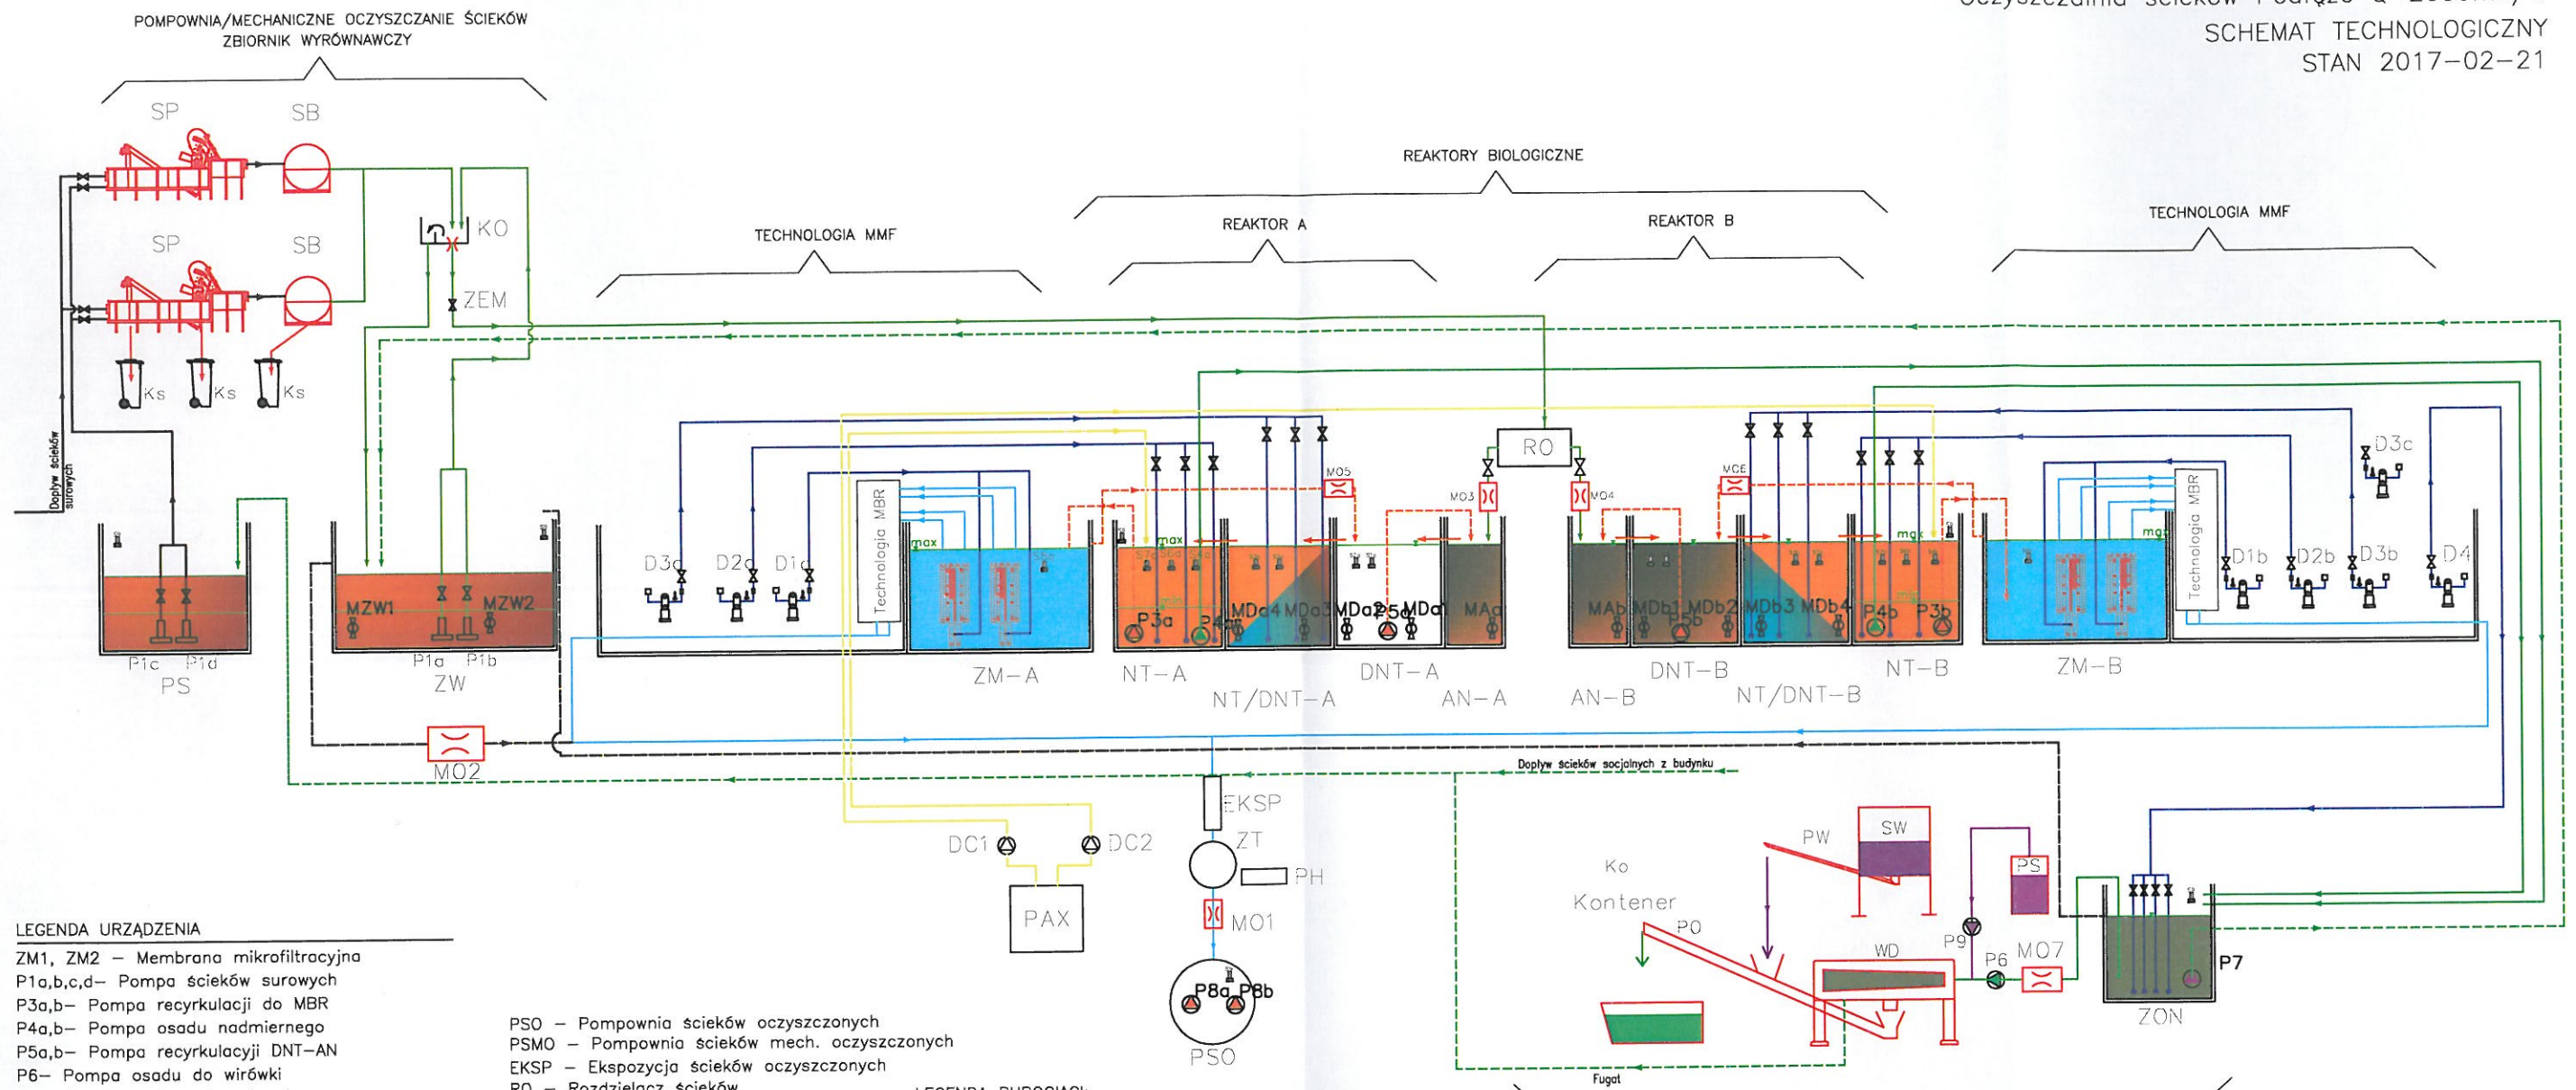 POMPOWNIA/MECHANICZNE OCZYSZCZANIE ŚCIEKÓW
ZBIORNIK WYRÓWNAWCZY
SCHEMAT TECHNOLOGICZNY
STAN 2017-02-21
SP
SB
SP
SB
KO
ZEM
Ks
Ks
Ks
Dopływ ścieków
surowych
REAKTORY BIOLOGICZNE
TECHNOLOGIA MMF
REAKTOR A
REAKTOR B
TECHNOLOGIA MMF
RO
MO5
MO3
MO4
D3c
Technologia MBR
max
max
Technologia MBR
D1b
D2b
D3b
D4
MZW1
MZW2
P3a
MDa4
MDa3
MDa2
P5a
MDa1
MAa
MAb
MDb1
MDb2
P5b
MDb3
MDb4
P4b
P3b
P1c
P1d
PS
P1a
P1b
ZW
ZM-A
NT-A
NT/DNT-A
DNT-A
AN-A
AN-B
DNT-B
NT/DNT-B
NT-B
ZM-B
MO2
Dopływ ścieków socjalnych z budynku
EKSP
ZT
PH
MO1
DC1
DC2
PAX
P8a
P8b
PSO
PW
SW
PS
Ko
Kontener
PO
WD
P9
P6
MO7
P7
ZON
Fugat
LEGENDA URZĄDZENIA
ZM1, ZM2 - Membrana mikrofiltracyjna
P1a,b,c,d- Pompa ścieków surowych
P3a,b- Pompa recyrkulacji do MBR
P4a,b- Pompa osadu nadmiernego
P5a,b- Pompa recyrkulacyji DNT-AN
P6- Pompa osadu do wirówki
PSO - Pompownia ścieków oczyszczonych
PSMO - Pompownia ścieków mech. oczyszczonych
EKSP - Ekspozycja ścieków oczyszczonych